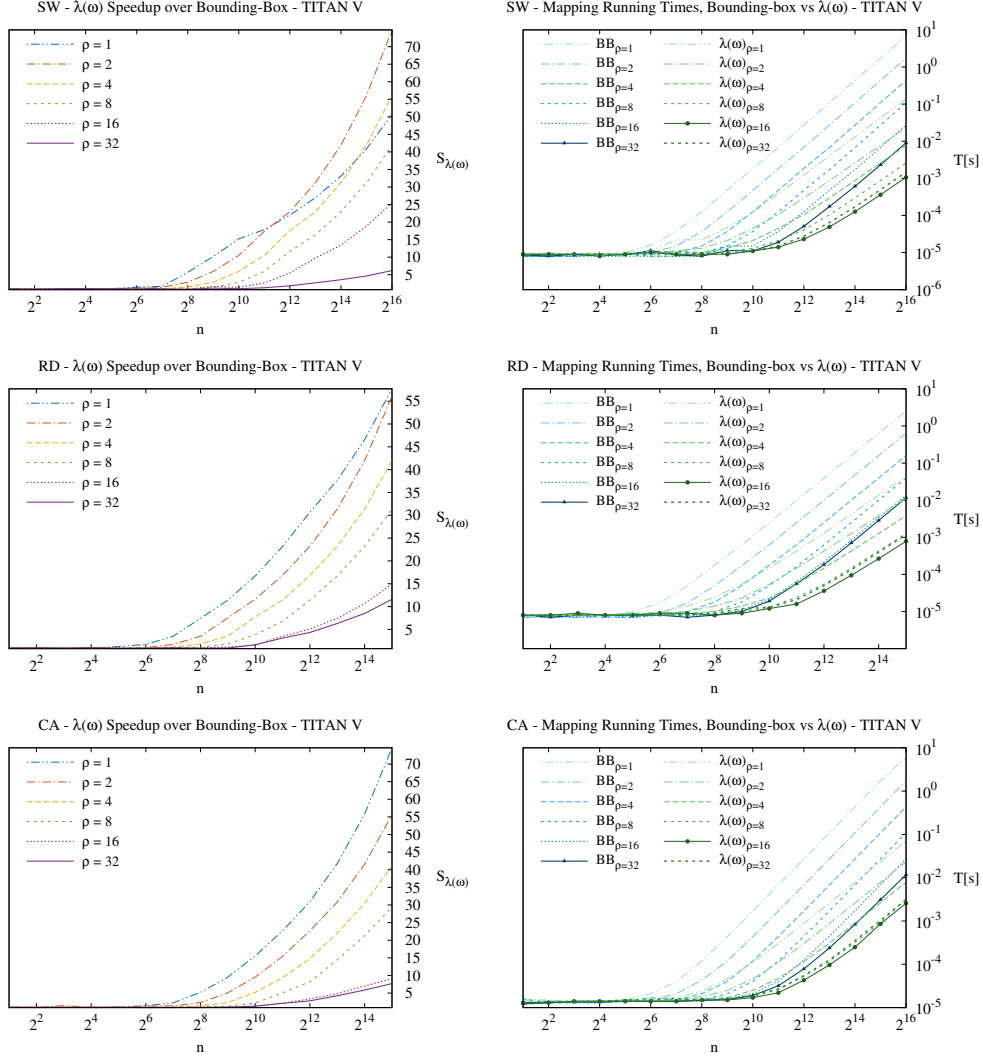 SW - λ(ω) Speedup over Bounding-Box - TITAN V
ρ = 1
ρ = 2
ρ = 4
ρ = 8
ρ = 16
ρ = 32
75
70
65
60
55
50
45
40
35
30
25
20
15
10
5
S_λ(ω)
2^2 2^4 2^6 2^8 2^10 2^12 2^14 2^16
n
SW - Mapping Running Times, Bounding-box vs λ(ω) - TITAN V
BB_ρ=1 λ(ω)_ρ=1
BB_ρ=2 λ(ω)_ρ=2
BB_ρ=4 λ(ω)_ρ=4
BB_ρ=8 λ(ω)_ρ=8
BB_ρ=16 λ(ω)_ρ=16
BB_ρ=32 λ(ω)_ρ=32
10^1
10^0
10^-1
10^-2
10^-3
10^-4
10^-5
10^-6
T[s]
2^2 2^4 2^6 2^8 2^10 2^12 2^14 2^16
n
RD - λ(ω) Speedup over Bounding-Box - TITAN V
ρ = 1
ρ = 2
ρ = 4
ρ = 8
ρ = 16
ρ = 32
55
50
45
40
35
30
25
20
15
10
5
S_λ(ω)
2^2 2^4 2^6 2^8 2^10 2^12 2^14
n
RD - Mapping Running Times, Bounding-box vs λ(ω) - TITAN V
BB_ρ=1 λ(ω)_ρ=1
BB_ρ=2 λ(ω)_ρ=2
BB_ρ=4 λ(ω)_ρ=4
BB_ρ=8 λ(ω)_ρ=8
BB_ρ=16 λ(ω)_ρ=16
BB_ρ=32 λ(ω)_ρ=32
10^1
10^0
10^-1
10^-2
10^-3
10^-4
10^-5
T[s]
2^2 2^4 2^6 2^8 2^10 2^12 2^14
n
CA - λ(ω) Speedup over Bounding-Box - TITAN V
ρ = 1
ρ = 2
ρ = 4
ρ = 8
ρ = 16
ρ = 32
70
65
60
55
50
45
40
35
30
25
20
15
10
5
S_λ(ω)
2^2 2^4 2^6 2^8 2^10 2^12 2^14
n
CA - Mapping Running Times, Bounding-box vs λ(ω) - TITAN V
BB_ρ=1 λ(ω)_ρ=1
BB_ρ=2 λ(ω)_ρ=2
BB_ρ=4 λ(ω)_ρ=4
BB_ρ=8 λ(ω)_ρ=8
BB_ρ=16 λ(ω)_ρ=16
BB_ρ=32 λ(ω)_ρ=32
10^1
10^0
10^-1
10^-2
10^-3
10^-4
10^-5
T[s]
2^2 2^4 2^6 2^8 2^10 2^12 2^14 2^16
n